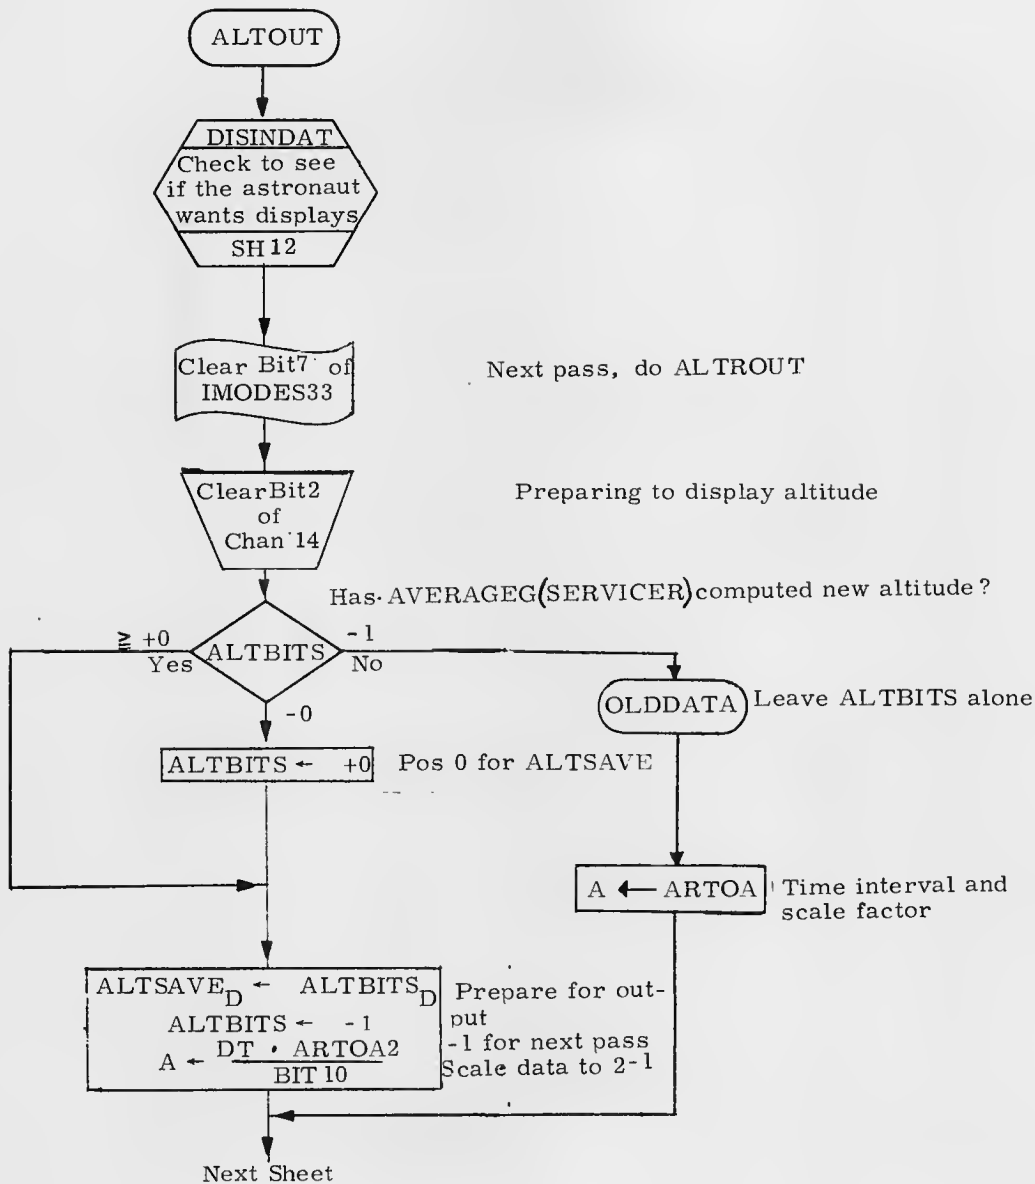 ALTOUT
DISINDAT
Check to see
if the astronaut
wants displays
SH 12
Clear Bit7 of
IMODES33
Next pass, do ALTROUT
Clear Bit2
of
Chan 14
Preparing to display altitude
Has AVERAGEG(SERVICER) computed new altitude?
≧ +0
Yes
ALTBITS
-1
No
-0
OLDDATA
Leave ALTBITS alone
ALTBITS ← +0
Pos 0 for ALTSAVE
A ← ARTOA
Time interval and
scale factor
ALTSAVE_D ← ALTBITS_D
ALTBITS ← -1
A ← DT · ARTOA2
BIT 10
Prepare for out-
put
-1 for next pass
Scale data to 2-1
Next Sheet